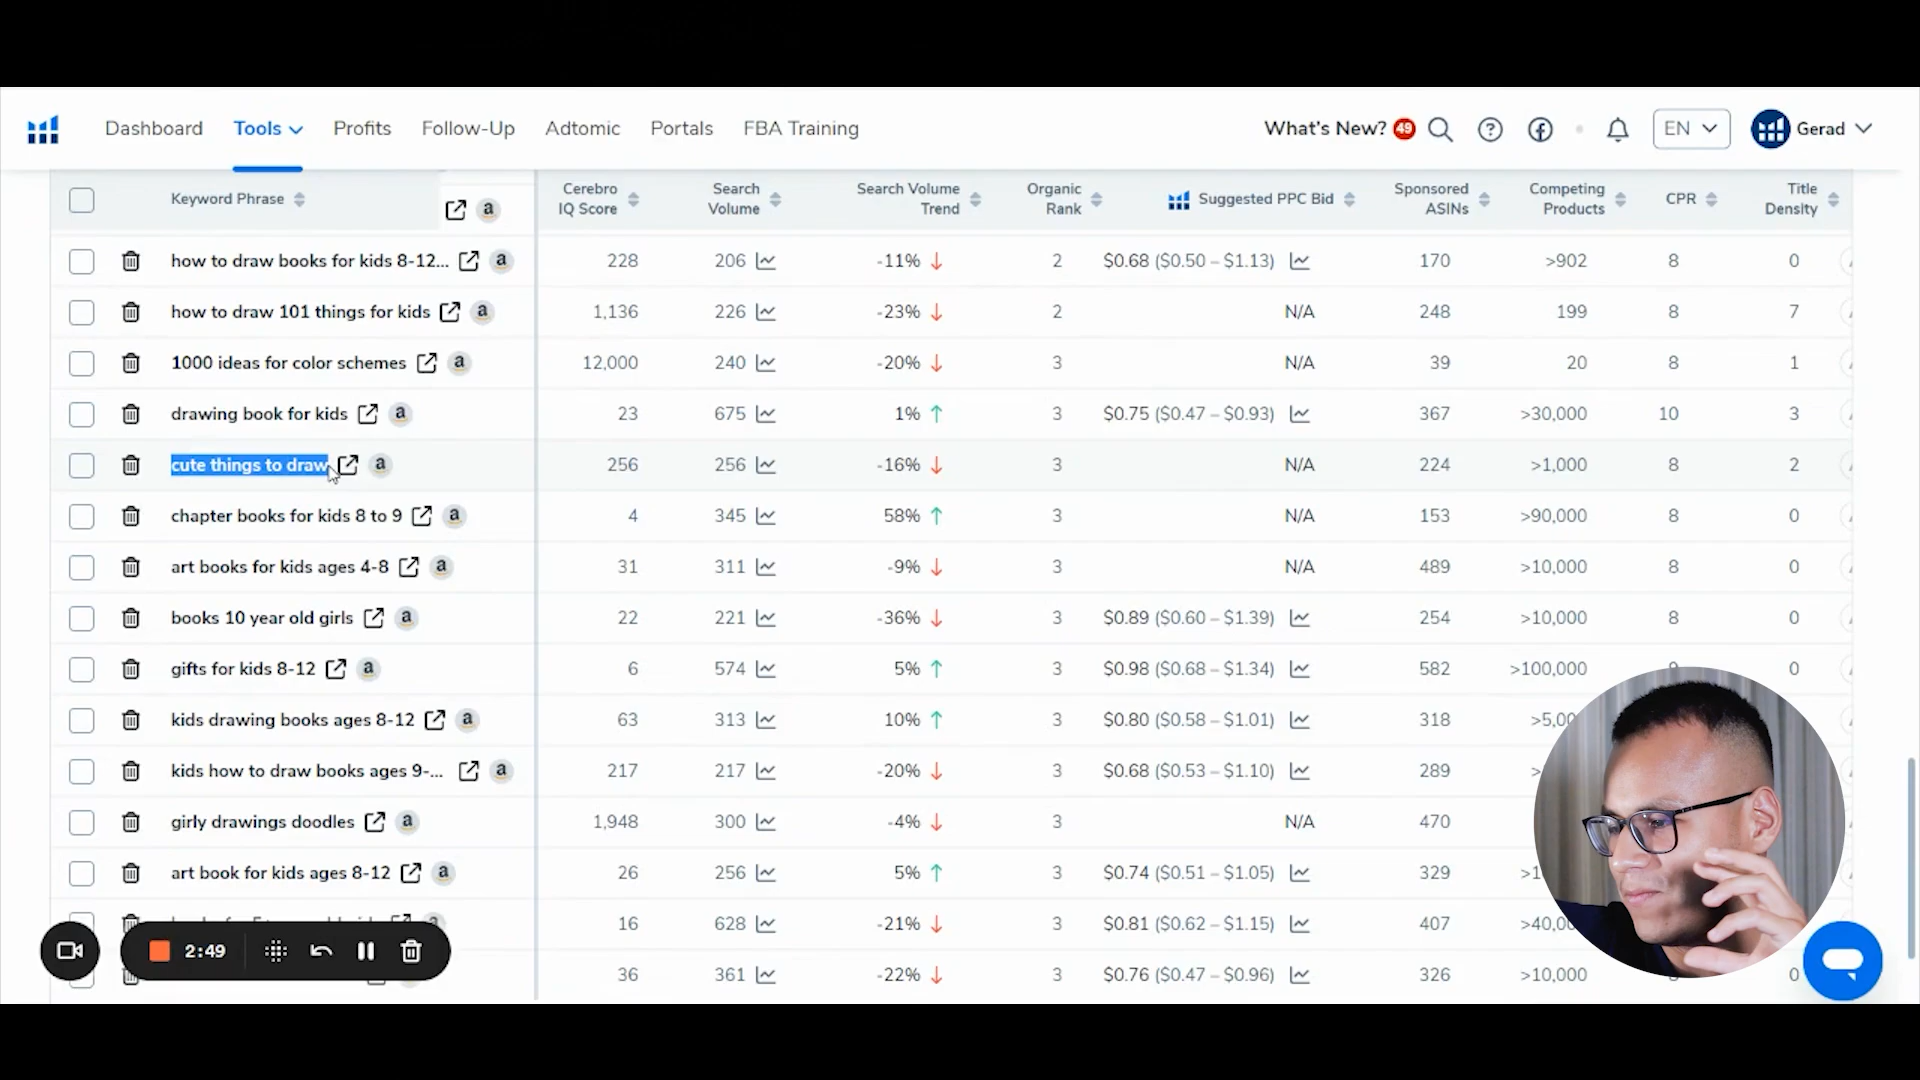 Dashboard Tools Profits Follow-Up Adtomic Portals FBA Training What's New? 49 EN Gerad
Keyword Phrase Cerebro IQ Score Search Volume Search Volume Trend Organic Rank Suggested PPC Bid Sponsored ASINs Competing Products CPR Title Density
how to draw books for kids 8-12... 228 206 -11% 2 $0.68 ($0.50 – $1.13) 170 >902 8 0
how to draw 101 things for kids 1,136 226 -23% 2 N/A 248 199 8 7
1000 ideas for color schemes 12,000 240 -20% 3 N/A 39 20 8 1
drawing book for kids 23 675 1% 3 $0.75 ($0.47 – $0.93) 367 >30,000 10 3
cute things to draw 256 256 -16% 3 N/A 224 >1,000 8 2
chapter books for kids 8 to 9 4 345 58% 3 N/A 153 >90,000 8 0
art books for kids ages 4-8 31 311 -9% 3 N/A 489 >10,000 8 0
books 10 year old girls 22 221 -36% 3 $0.89 ($0.60 – $1.39) 254 >10,000 8 0
gifts for kids 8-12 6 574 5% 3 $0.98 ($0.68 – $1.34) 582 >100,000 0
kids drawing books ages 8-12 63 313 10% 3 $0.80 ($0.58 – $1.01) 318
kids how to draw books ages 9-... 217 217 -20% 3 $0.68 ($0.53 – $1.10) 289
girly drawings doodles 1,948 300 -4% 3 N/A 470
art book for kids ages 8-12 26 256 5% 3 $0.74 ($0.51 – $1.05) 329
16 628 -21% 3 $0.81 ($0.62 – $1.15) 407
2:49
36 361 -22% 3 $0.76 ($0.47 – $0.96) 326 >10,000 0